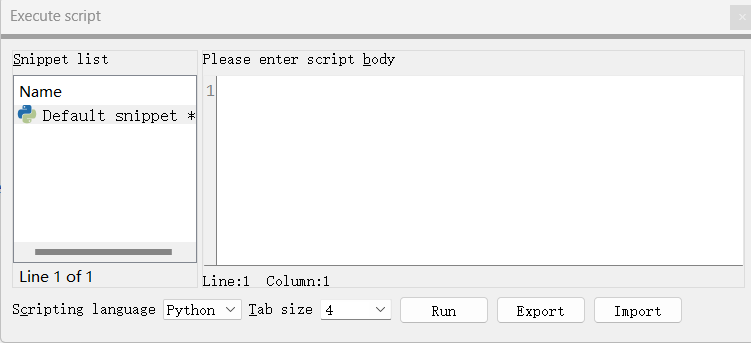 Execute script
Snippet list
Name
Default snippet *
Line 1 of 1
Please enter script body
1
Line:1 Column:1
Scripting language Python Tab size 4 Run Export Import